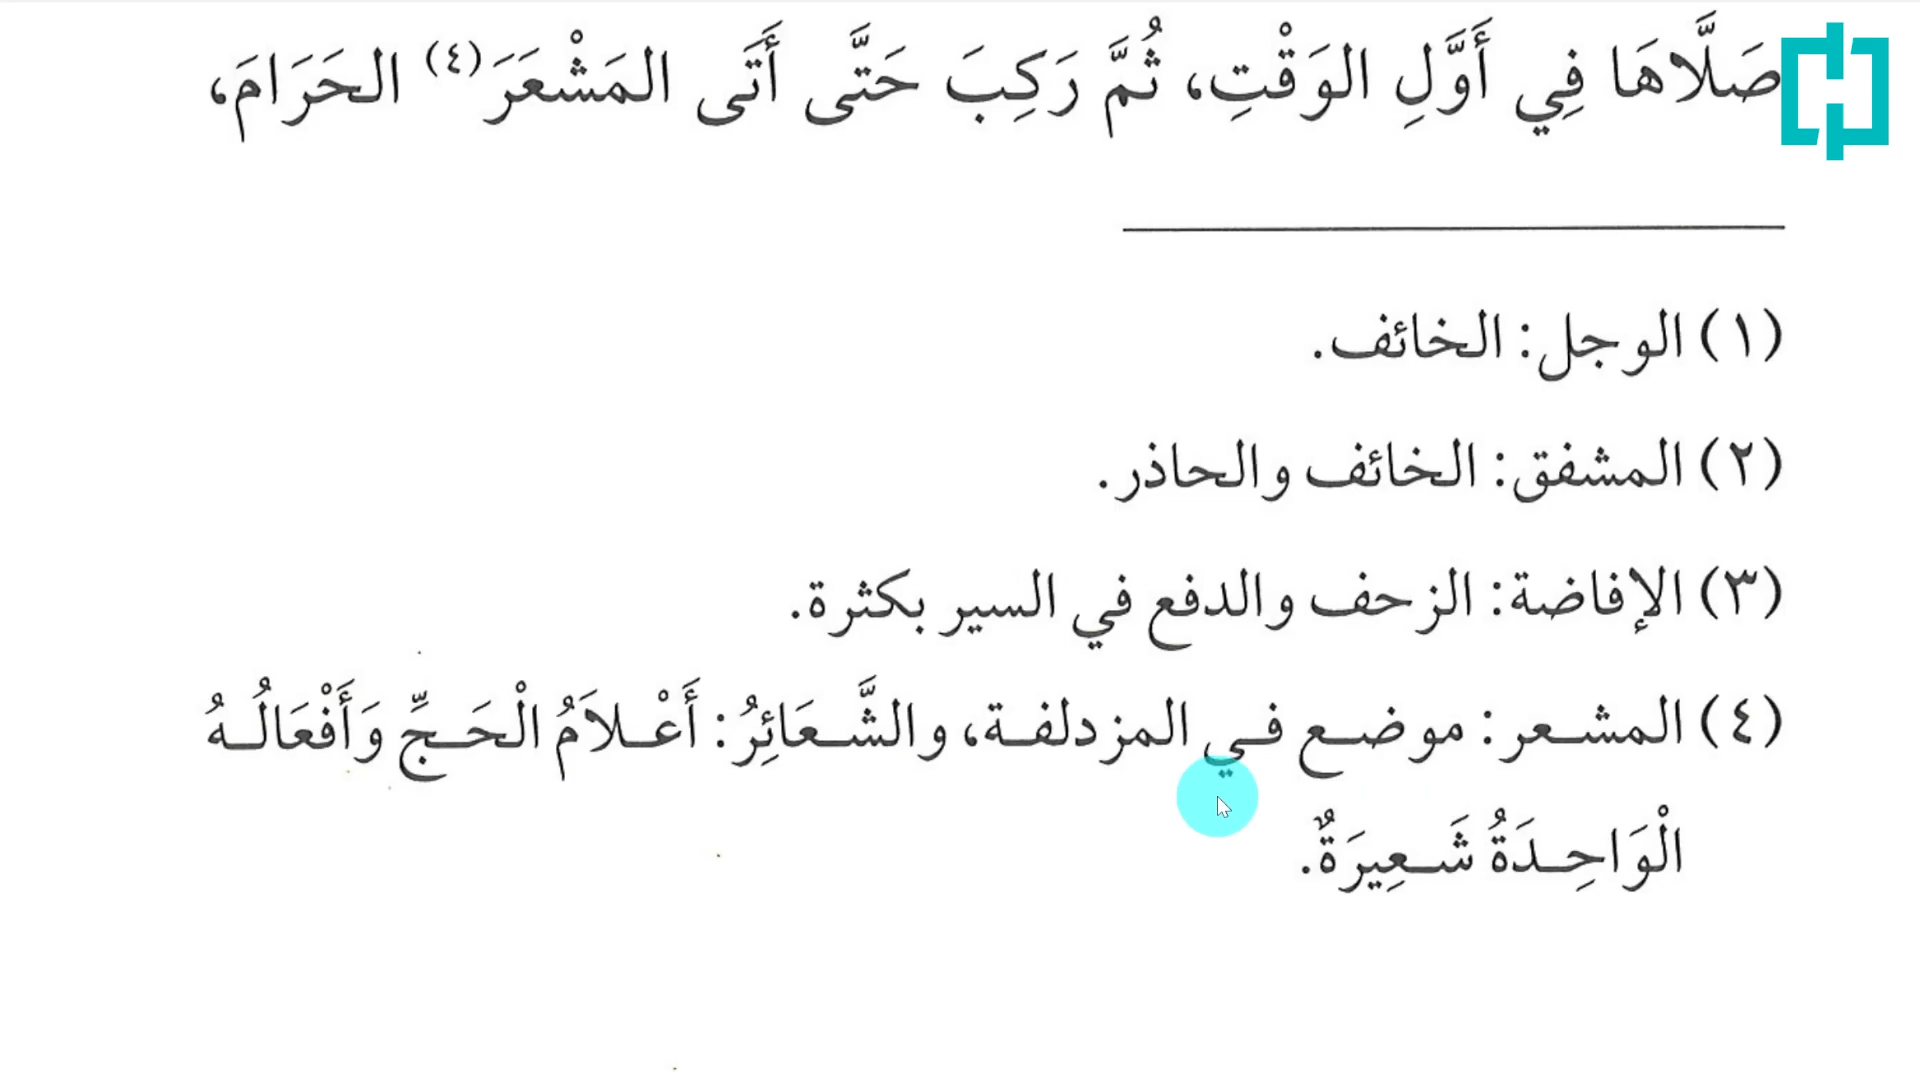 صَلَّاهَا فِي أَوَّلِ الوَقْتِ، ثُمَّ رَكِبَ حَتَّى أَتَى المَشْعَرَ(٤) الحَرَامَ،
(١) الوجل: الخائف.
(٢) المشفق: الخائف والحاذر.
(٣) الإفاضة: الزحف والدفع في السير بكثرة.
(٤) المشعر: موضع في المزدلفة، والشَّعَائِرُ: أَعْلاَمُ الْحَجِّ وَأَفْعَالُهُ
الْوَاحِدَةُ شَعِيرَةٌ.